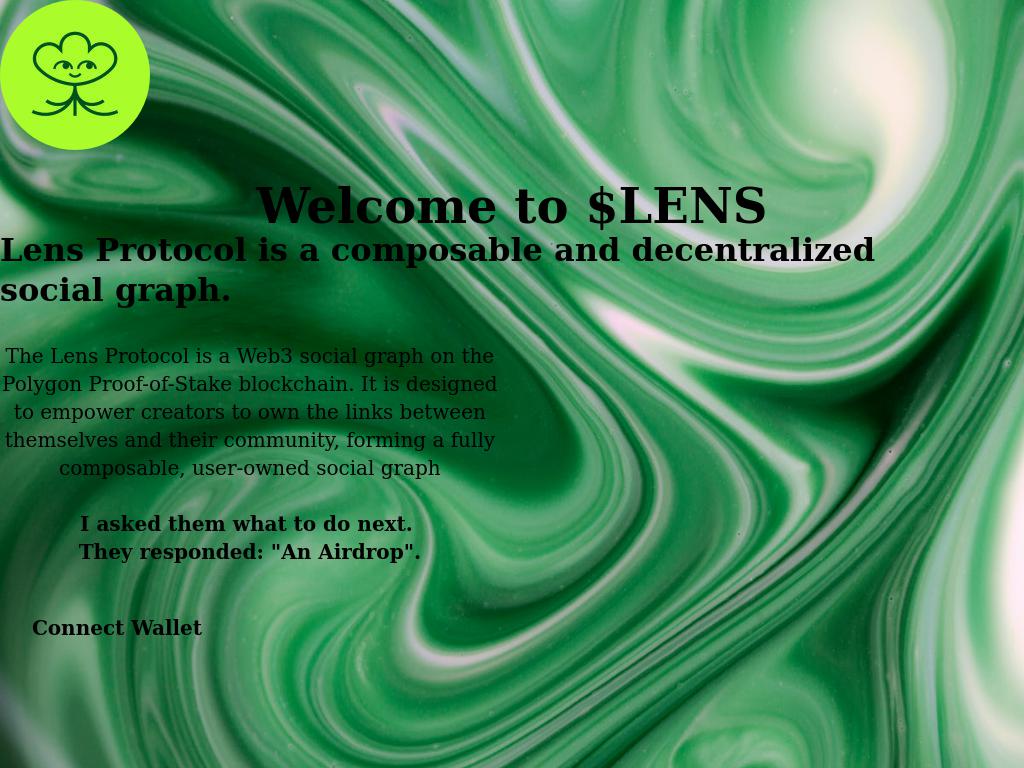 Welcome to $LENS
Lens Protocol is a composable and decentralized
social graph.
The Lens Protocol is a Web3 social graph on the
Polygon Proof-of-Stake blockchain. It is designed
to empower creators to own the links between
themselves and their community, forming a fully
composable, user-owned social graph
I asked them what to do next.
They responded: "An Airdrop".
Connect Wallet